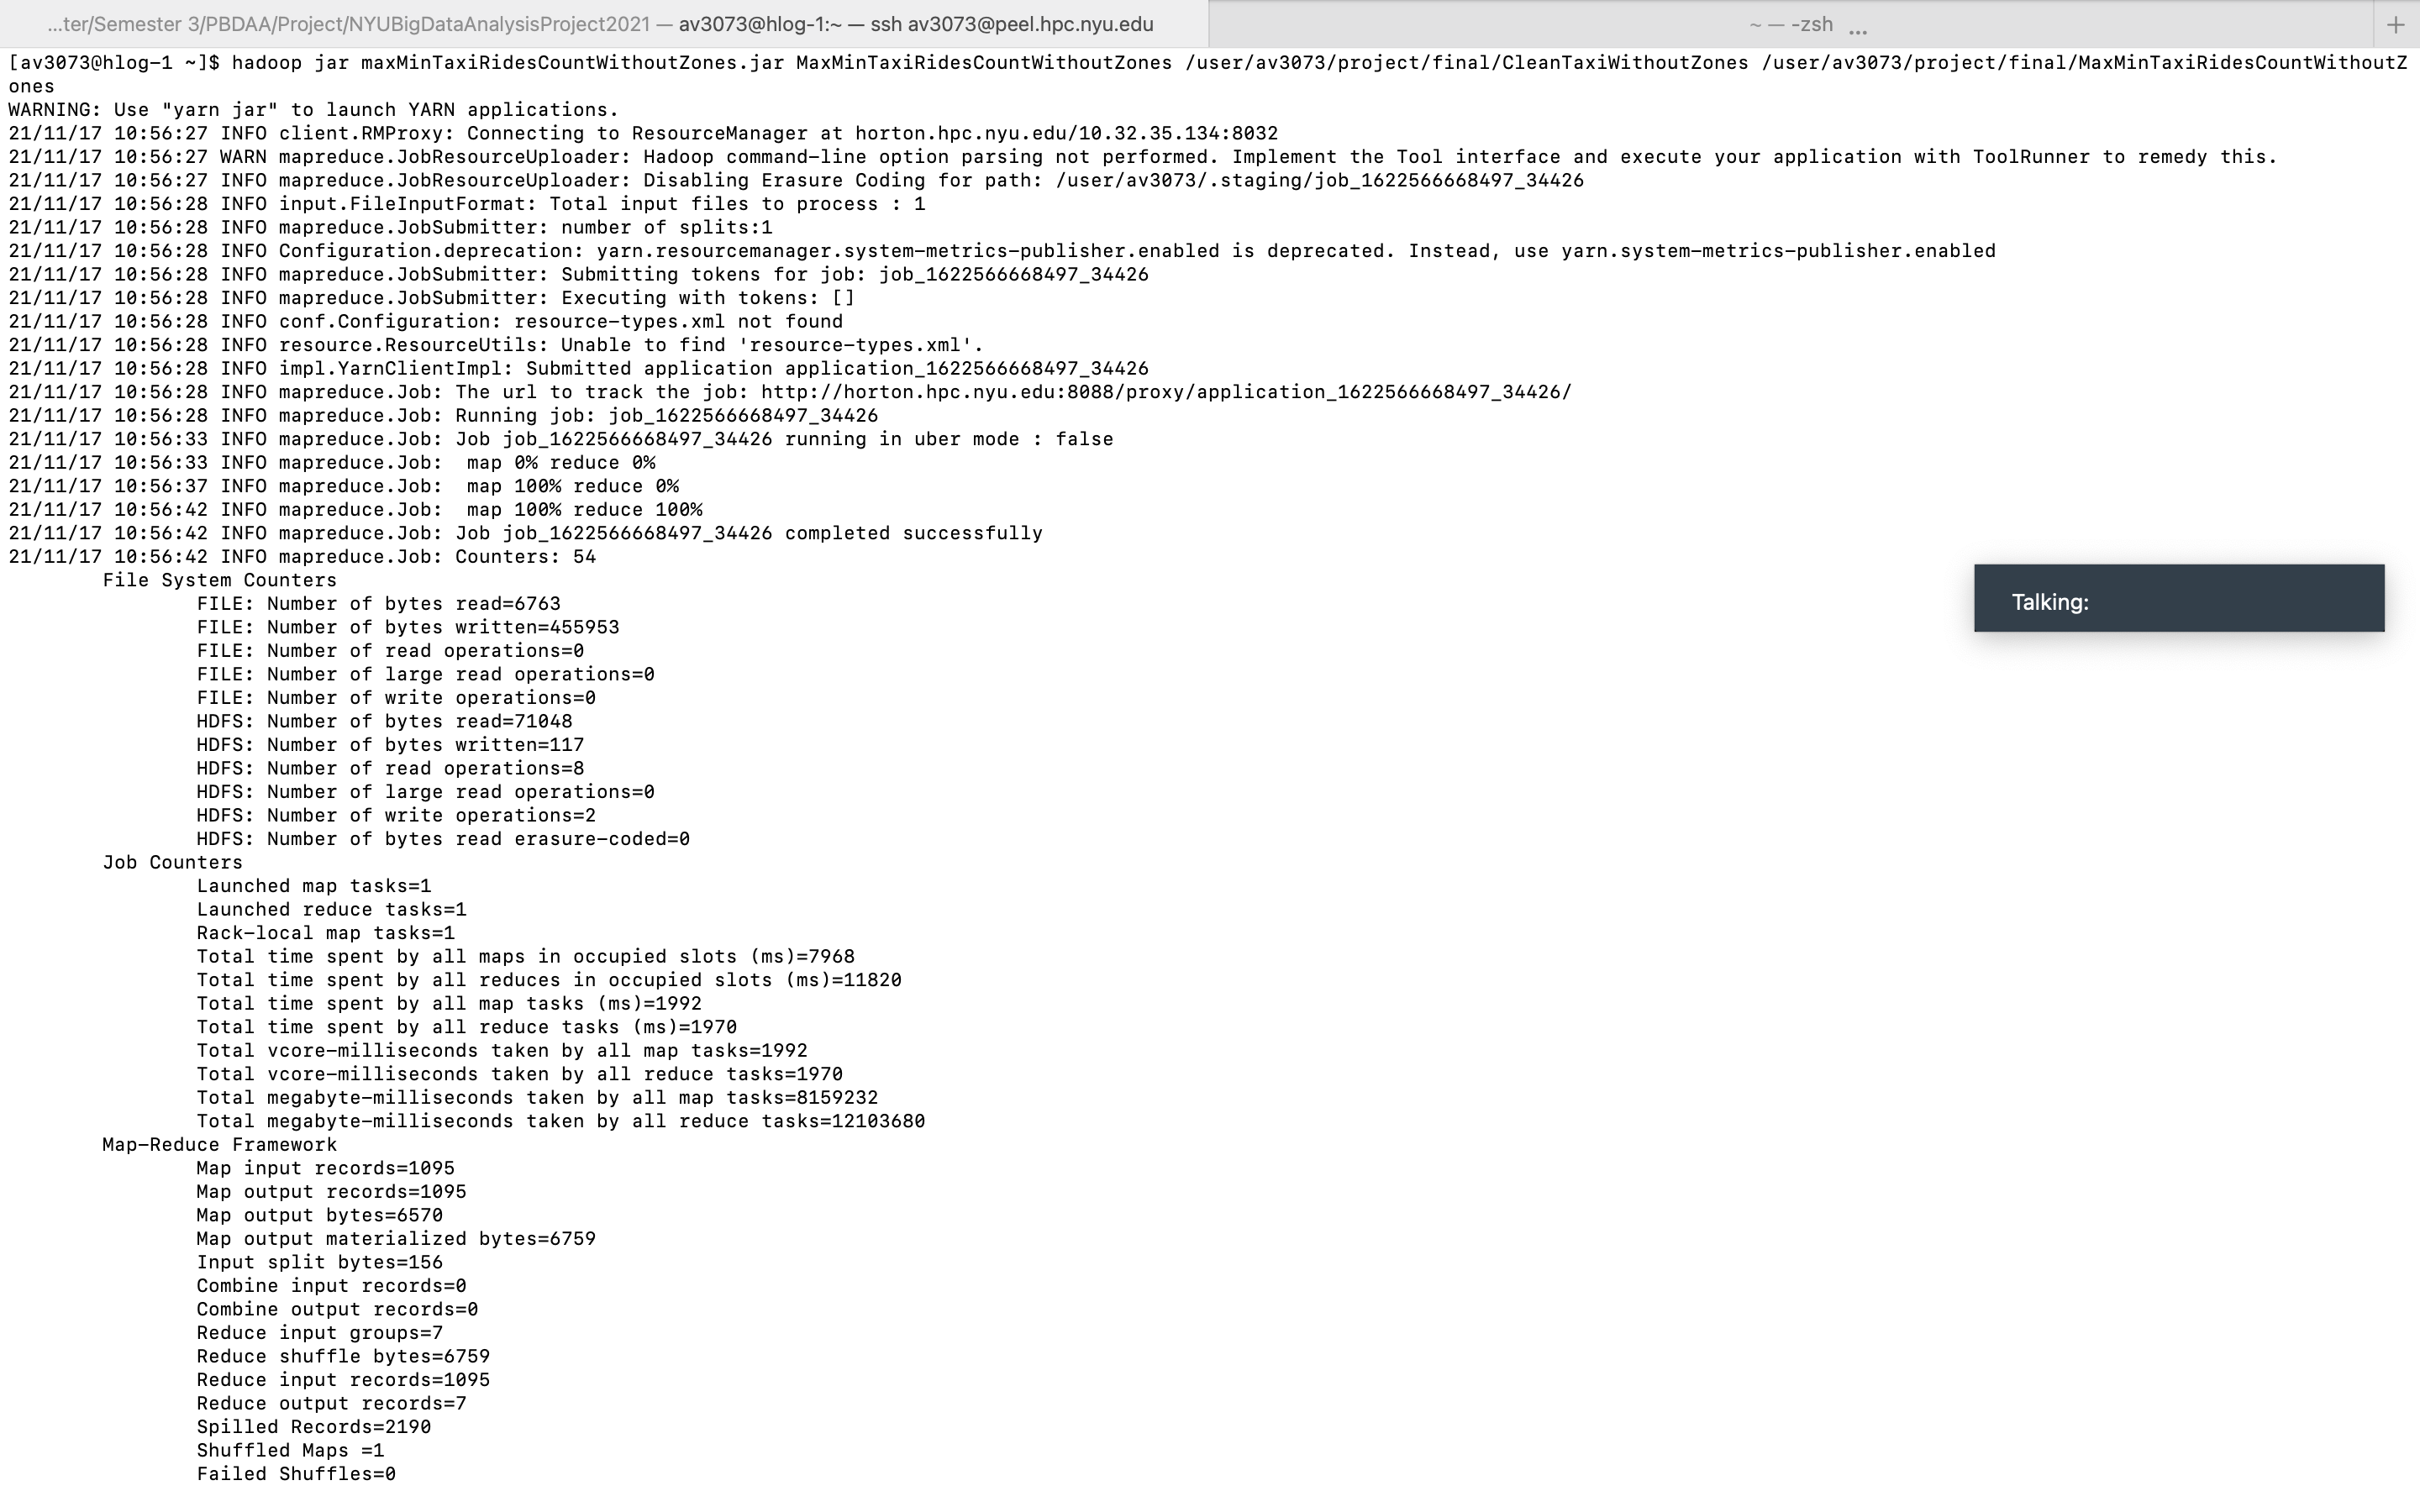 ...ter/Semester 3/PBDAA/Project/NYUBigDataAnalysisProject2021 — av3073@hlog-1:~ — ssh av3073@peel.hpc.nyu.edu
~ — -zsh ...
+
[av3073@hlog-1 ~]$ hadoop jar maxMinTaxiRidesCountWithoutZones.jar MaxMinTaxiRidesCountWithoutZones /user/av3073/project/final/CleanTaxiWithoutZones /user/av3073/project/final/MaxMinTaxiRidesCountWithoutZ
ones
WARNING: Use "yarn jar" to launch YARN applications.
21/11/17 10:56:27 INFO client.RMProxy: Connecting to ResourceManager at horton.hpc.nyu.edu/10.32.35.134:8032
21/11/17 10:56:27 WARN mapreduce.JobResourceUploader: Hadoop command-line option parsing not performed. Implement the Tool interface and execute your application with ToolRunner to remedy this.
21/11/17 10:56:27 INFO mapreduce.JobResourceUploader: Disabling Erasure Coding for path: /user/av3073/.staging/job_1622566668497_34426
21/11/17 10:56:28 INFO input.FileInputFormat: Total input files to process : 1
21/11/17 10:56:28 INFO mapreduce.JobSubmitter: number of splits:1
21/11/17 10:56:28 INFO Configuration.deprecation: yarn.resourcemanager.system-metrics-publisher.enabled is deprecated. Instead, use yarn.system-metrics-publisher.enabled
21/11/17 10:56:28 INFO mapreduce.JobSubmitter: Submitting tokens for job: job_1622566668497_34426
21/11/17 10:56:28 INFO mapreduce.JobSubmitter: Executing with tokens: []
21/11/17 10:56:28 INFO conf.Configuration: resource-types.xml not found
21/11/17 10:56:28 INFO resource.ResourceUtils: Unable to find 'resource-types.xml'.
21/11/17 10:56:28 INFO impl.YarnClientImpl: Submitted application application_1622566668497_34426
21/11/17 10:56:28 INFO mapreduce.Job: The url to track the job: http://horton.hpc.nyu.edu:8088/proxy/application_1622566668497_34426/
21/11/17 10:56:28 INFO mapreduce.Job: Running job: job_1622566668497_34426
21/11/17 10:56:33 INFO mapreduce.Job: Job job_1622566668497_34426 running in uber mode : false
21/11/17 10:56:33 INFO mapreduce.Job:  map 0% reduce 0%
21/11/17 10:56:37 INFO mapreduce.Job:  map 100% reduce 0%
21/11/17 10:56:42 INFO mapreduce.Job:  map 100% reduce 100%
21/11/17 10:56:42 INFO mapreduce.Job: Job job_1622566668497_34426 completed successfully
21/11/17 10:56:42 INFO mapreduce.Job: Counters: 54
File System Counters
FILE: Number of bytes read=6763
FILE: Number of bytes written=455953
FILE: Number of read operations=0
FILE: Number of large read operations=0
FILE: Number of write operations=0
HDFS: Number of bytes read=71048
HDFS: Number of bytes written=117
HDFS: Number of read operations=8
HDFS: Number of large read operations=0
HDFS: Number of write operations=2
HDFS: Number of bytes read erasure-coded=0
Job Counters
Launched map tasks=1
Launched reduce tasks=1
Rack-local map tasks=1
Total time spent by all maps in occupied slots (ms)=7968
Total time spent by all reduces in occupied slots (ms)=11820
Total time spent by all map tasks (ms)=1992
Total time spent by all reduce tasks (ms)=1970
Total vcore-milliseconds taken by all map tasks=1992
Total vcore-milliseconds taken by all reduce tasks=1970
Total megabyte-milliseconds taken by all map tasks=8159232
Total megabyte-milliseconds taken by all reduce tasks=12103680
Map-Reduce Framework
Map input records=1095
Map output records=1095
Map output bytes=6570
Map output materialized bytes=6759
Input split bytes=156
Combine input records=0
Combine output records=0
Reduce input groups=7
Reduce shuffle bytes=6759
Reduce input records=1095
Reduce output records=7
Spilled Records=2190
Shuffled Maps =1
Failed Shuffles=0
Talking: